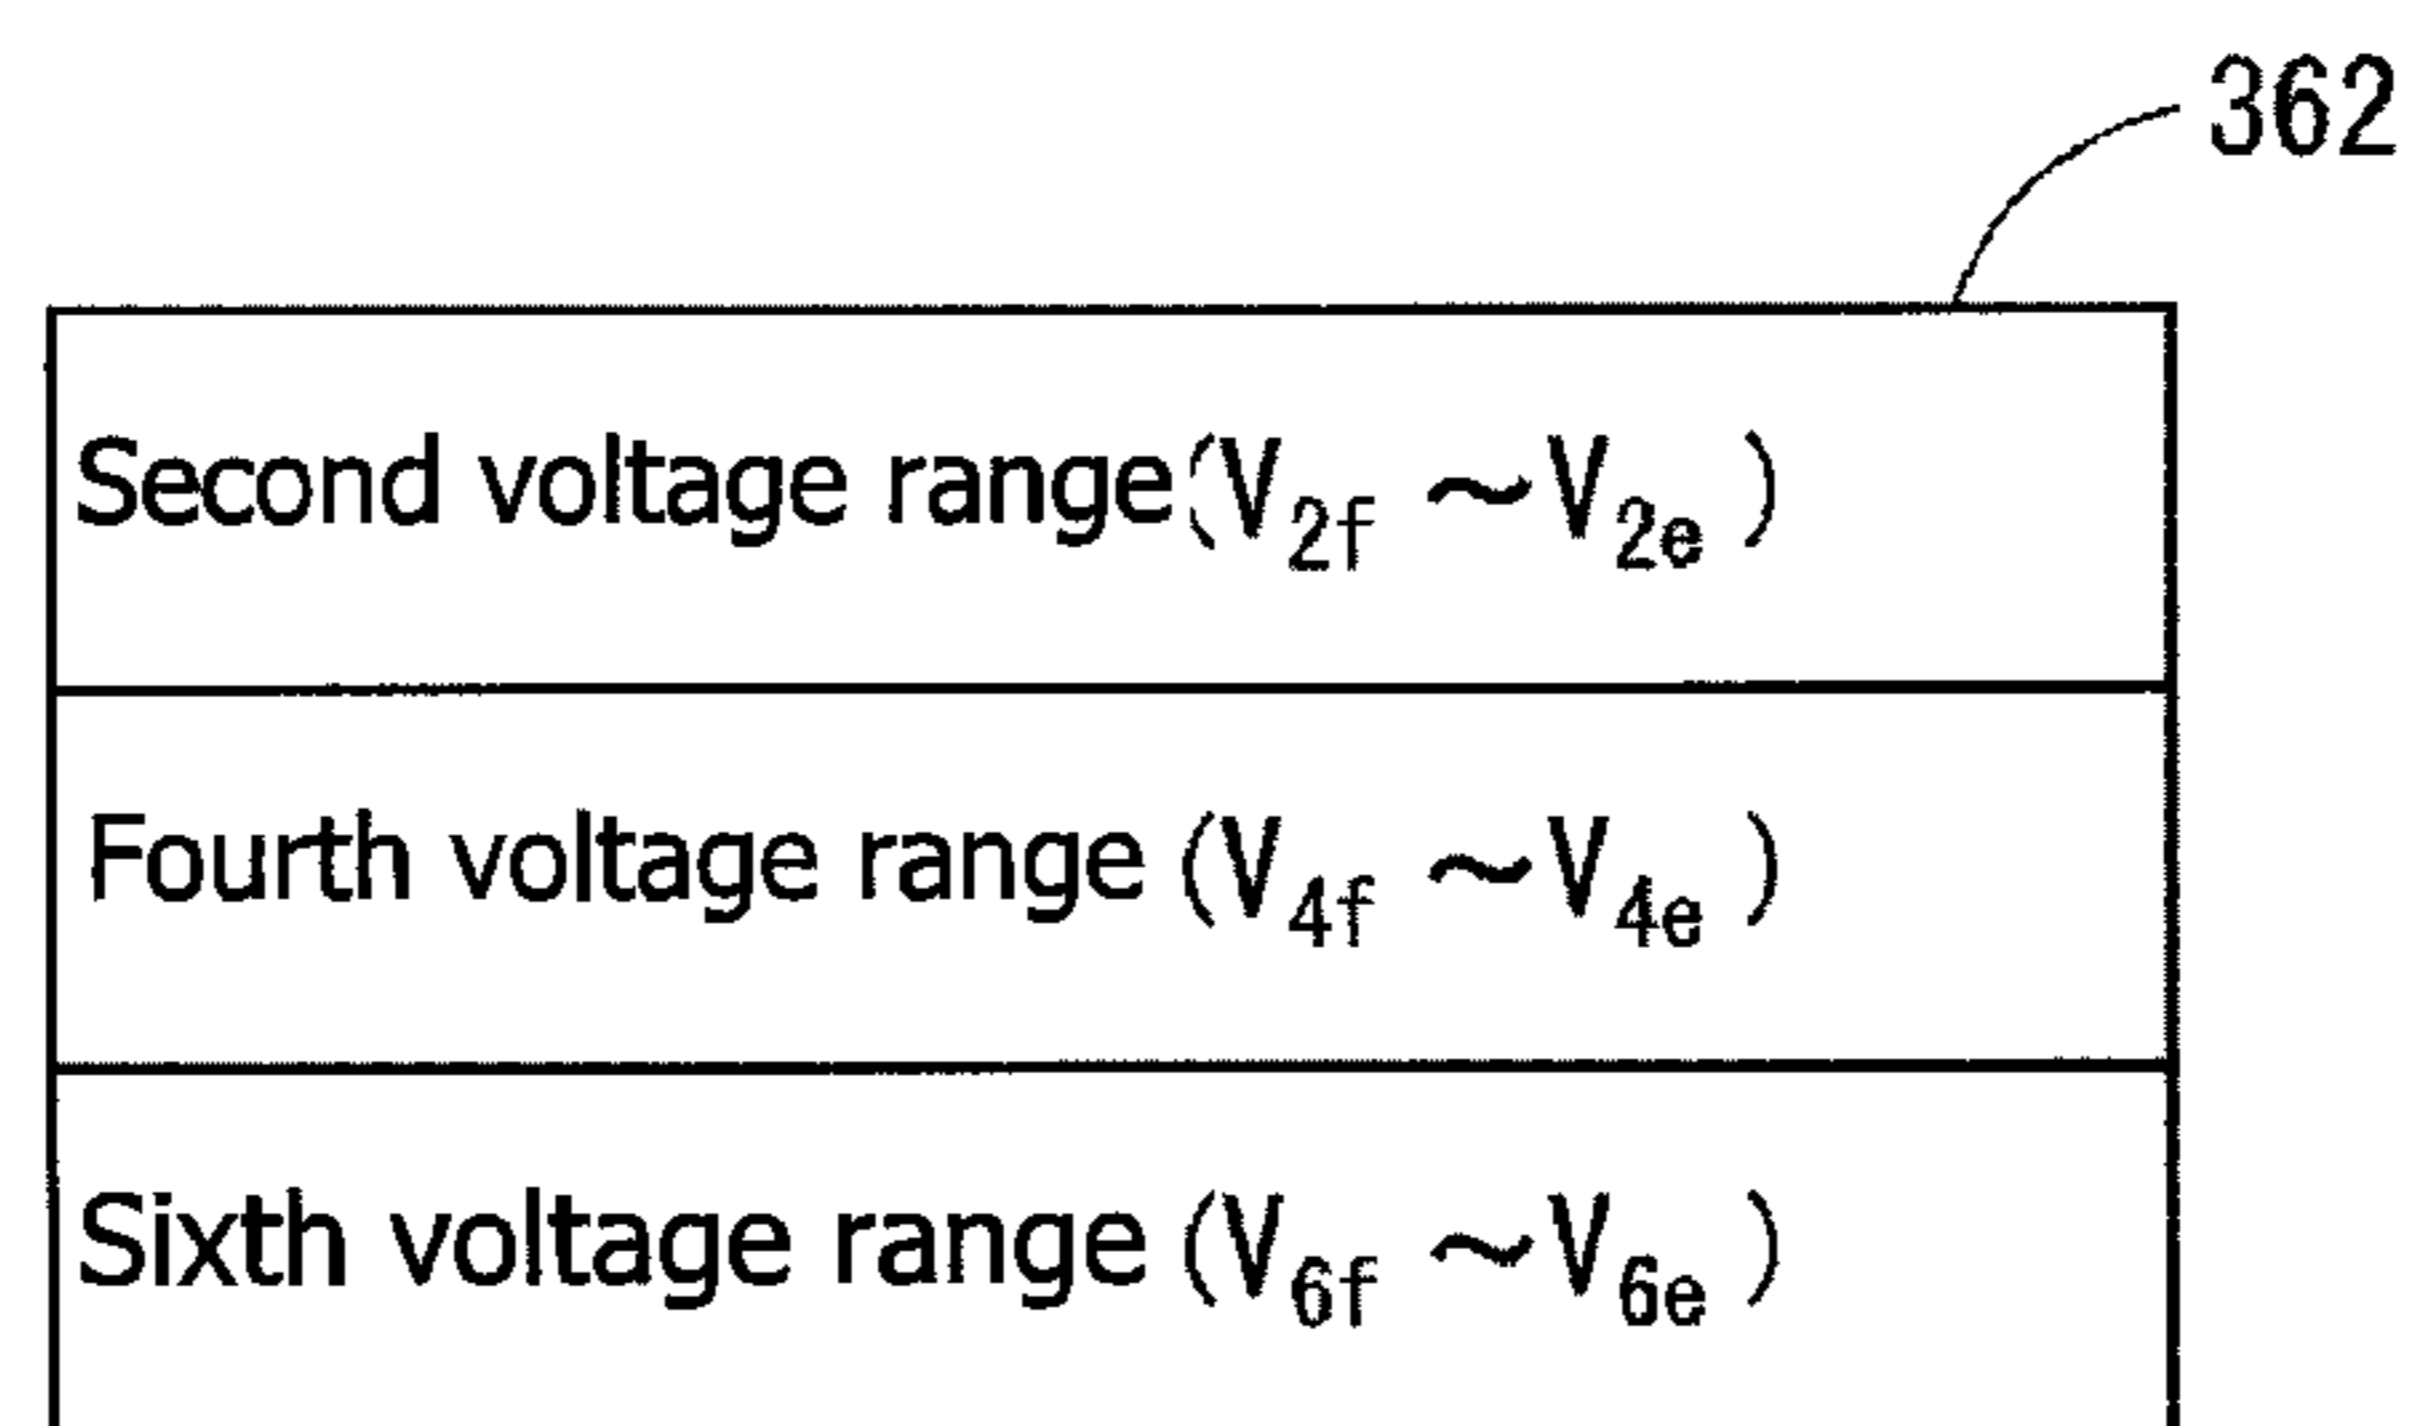 362
Second voltage range(V2f ~V2e )
Fourth voltage range (V4f ~V4e )
Sixth voltage range (V6f ~V6e )